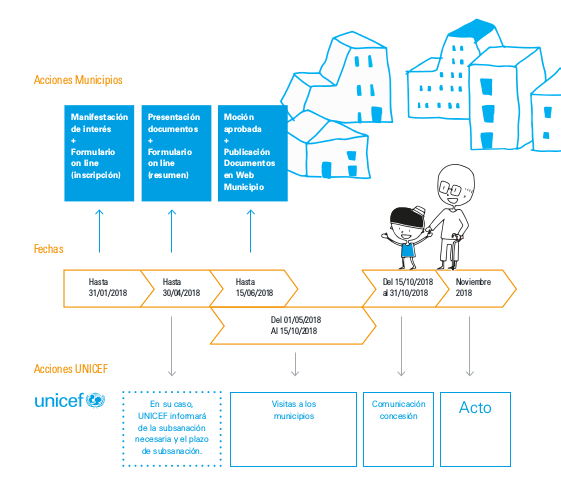 Acciones Municipios
Manifestación
de interés
+
Formulario
on line
(inscripción)
Presentación
documentos
+
Formulario
on line
(resumen)
Moción
aprobada
+
Publicación
Documentos
en Web
Municipio
Fechas
Hasta
31/01/2018
Hasta
30/04/2018
Hasta
15/06/2018
Del 15/10/2018
al 31/10/2018
Noviembre
2018
Del 01/05/2018
Al 15/10/2018
Acciones UNICEF
unicef
En su caso,
UNICEF informará
de la subsanación
necesaria y el plazo
de subsanación.
Visitas a los
municipios
Comunicación
concesión
Acto